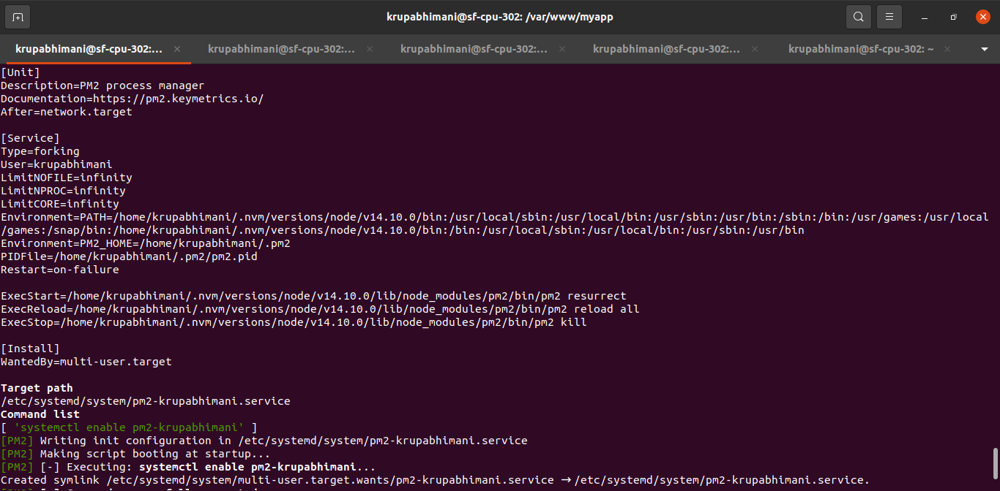 krupabhimani@sf-cpu-302: /var/www/myapp
krupabhimani@sf-cpu-302:... krupabhimani@sf-cpu-302:... krupabhimani@sf-cpu-302:... krupabhimani@sf-cpu-302:... krupabhimani@sf-cpu-302: ~
[Unit]
Description=PM2 process manager
Documentation=https://pm2.keymetrics.io/
After=network.target
[Service]
Type=forking
User=krupabhimani
LimitNOFILE=infinity
LimitNPROC=infinity
LimitCORE=infinity
Environment=PATH=/home/krupabhimani/.nvm/versions/node/v14.10.0/bin:/usr/local/sbin:/usr/local/bin:/usr/sbin:/usr/bin:/sbin:/bin:/usr/games:/usr/local
/games:/snap/bin:/home/krupabhimani/.nvm/versions/node/v14.10.0/bin:/bin:/usr/local/sbin:/usr/local/bin:/usr/sbin:/usr/bin
Environment=PM2_HOME=/home/krupabhimani/.pm2
PIDFile=/home/krupabhimani/.pm2/pm2.pid
Restart=on-failure
ExecStart=/home/krupabhimani/.nvm/versions/node/v14.10.0/lib/node_modules/pm2/bin/pm2 resurrect
ExecReload=/home/krupabhimani/.nvm/versions/node/v14.10.0/lib/node_modules/pm2/bin/pm2 reload all
ExecStop=/home/krupabhimani/.nvm/versions/node/v14.10.0/lib/node_modules/pm2/bin/pm2 kill
[Install]
WantedBy=multi-user.target
Target path
/etc/systemd/system/pm2-krupabhimani.service
Command list
[ 'systemctl enable pm2-krupabhimani' ]
[PM2] Writing init configuration in /etc/systemd/system/pm2-krupabhimani.service
[PM2] Making script booting at startup...
[PM2] [-] Executing: systemctl enable pm2-krupabhimani...
Created symlink /etc/systemd/system/multi-user.target.wants/pm2-krupabhimani.service → /etc/systemd/system/pm2-krupabhimani.service.